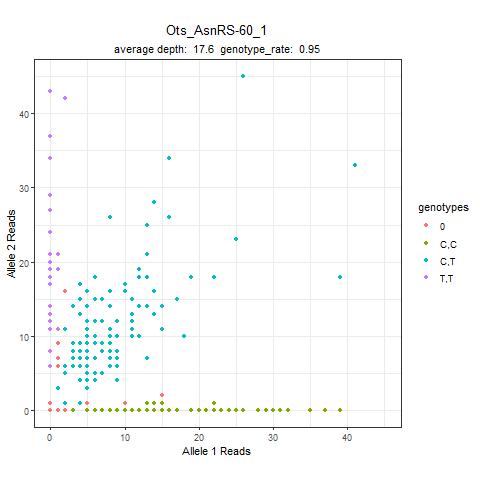 Ots_AsnRS-60_1
average depth: 17.6 genotype_rate: 0.95
Allele 2 Reads
40
30
20
10
0
0 10 20 30 40
Allele 1 Reads
genotypes
0
C,C
C,T
T,T